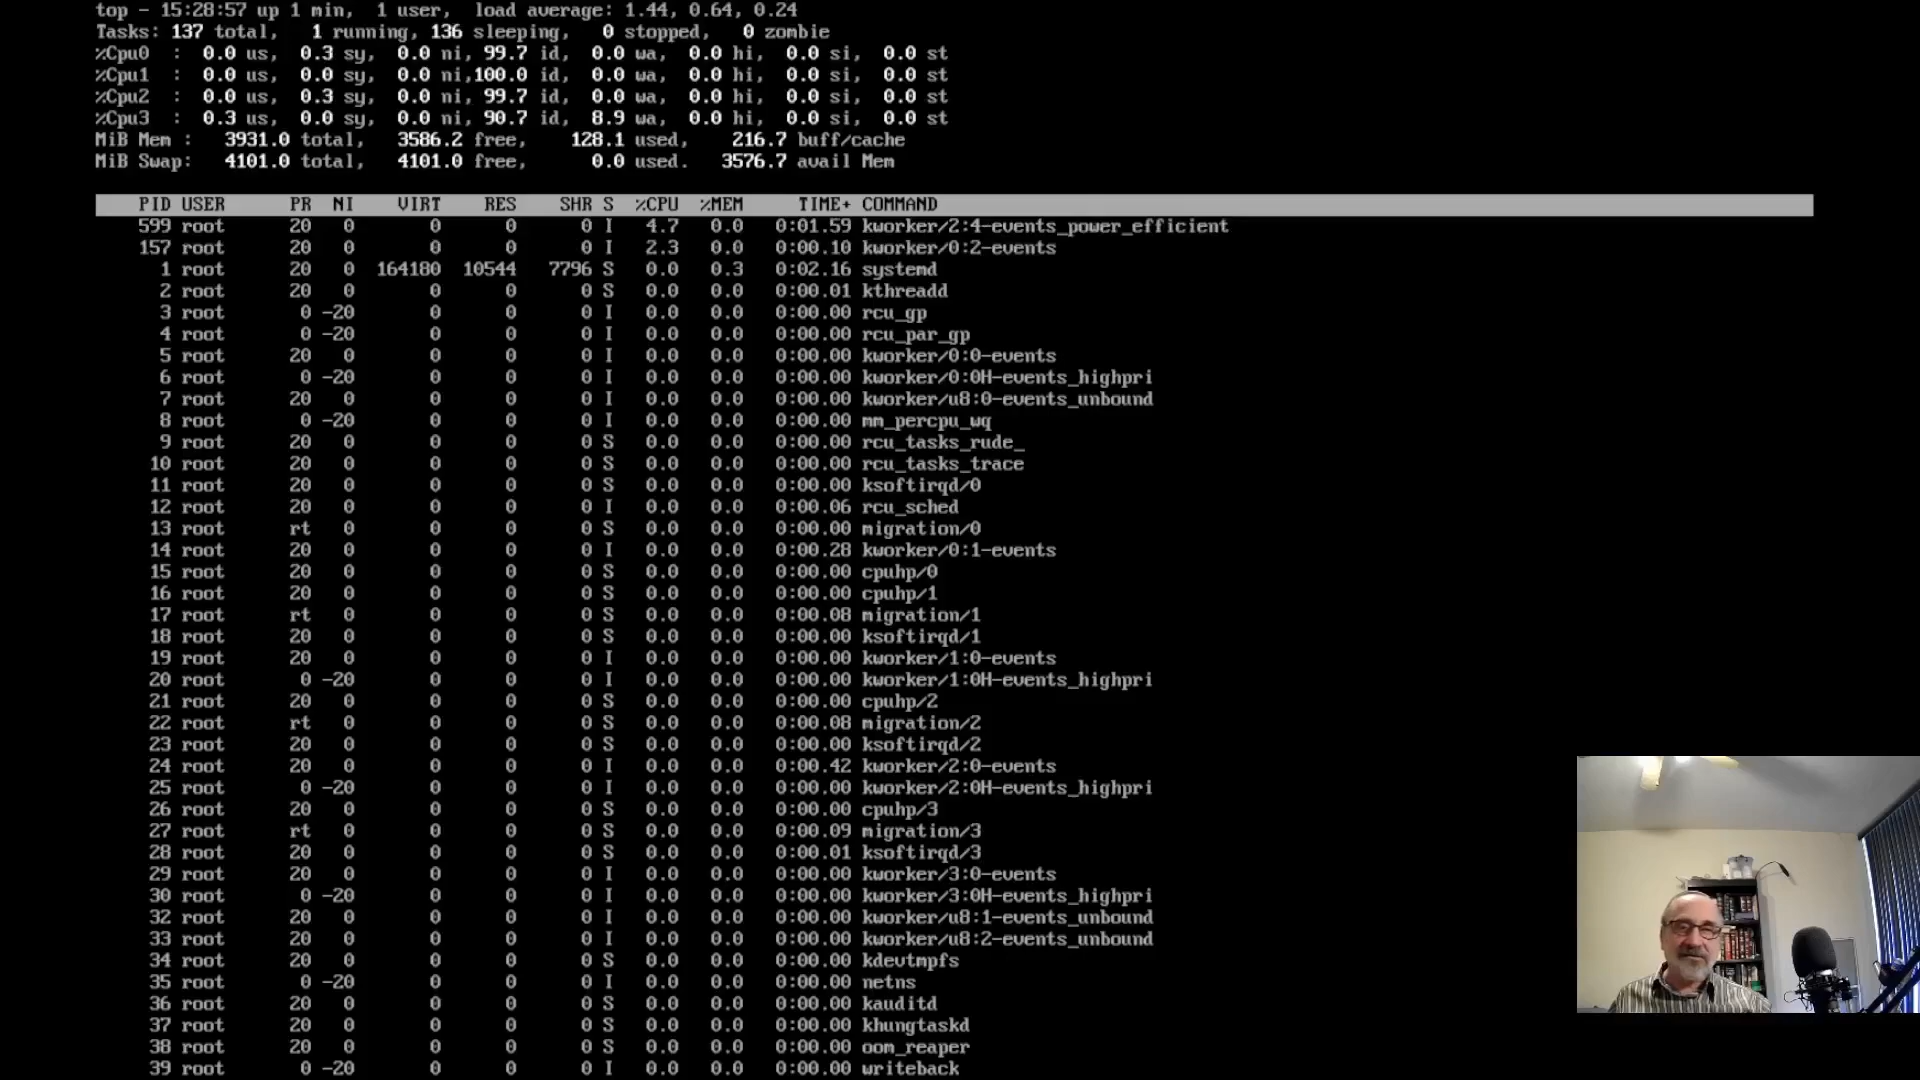 top - 15:28:57 up 1 min,  1 user,  load average: 1.44, 0.64, 0.24
Tasks: 137 total,   1 running, 136 sleeping,   0 stopped,   0 zombie
%Cpu0  :  0.0 us,  0.3 sy,  0.0 ni, 99.7 id,  0.0 wa,  0.0 hi,  0.0 si,  0.0 st
%Cpu1  :  0.0 us,  0.0 sy,  0.0 ni,100.0 id,  0.0 wa,  0.0 hi,  0.0 si,  0.0 st
%Cpu2  :  0.0 us,  0.3 sy,  0.0 ni, 99.7 id,  0.0 wa,  0.0 hi,  0.0 si,  0.0 st
%Cpu3  :  0.3 us,  0.0 sy,  0.0 ni, 90.7 id,  8.9 wa,  0.0 hi,  0.0 si,  0.0 st
MiB Mem :   3931.0 total,   3586.2 free,    128.1 used,    216.7 buff/cache
MiB Swap:   4101.0 total,   4101.0 free,      0.0 used.   3576.7 avail Mem
PID USER      PR  NI    VIRT    RES    SHR S  %CPU  %MEM     TIME+ COMMAND
599 root      20   0       0      0      0 I   4.7   0.0   0:01.59 kworker/2:4-events_power_efficient
157 root      20   0       0      0      0 I   2.3   0.0   0:00.10 kworker/0:2-events
1 root      20   0  164180  10544   7796 S   0.0   0.3   0:02.16 systemd
2 root      20   0       0      0      0 S   0.0   0.0   0:00.01 kthreadd
3 root       0 -20       0      0      0 I   0.0   0.0   0:00.00 rcu_gp
4 root       0 -20       0      0      0 I   0.0   0.0   0:00.00 rcu_par_gp
5 root      20   0       0      0      0 I   0.0   0.0   0:00.00 kworker/0:0-events
6 root       0 -20       0      0      0 I   0.0   0.0   0:00.00 kworker/0:0H-events_highpri
7 root      20   0       0      0      0 I   0.0   0.0   0:00.00 kworker/u8:0-events_unbound
8 root       0 -20       0      0      0 I   0.0   0.0   0:00.00 mm_percpu_wq
9 root      20   0       0      0      0 S   0.0   0.0   0:00.00 rcu_tasks_rude_
10 root      20   0       0      0      0 S   0.0   0.0   0:00.00 rcu_tasks_trace
11 root      20   0       0      0      0 S   0.0   0.0   0:00.00 ksoftirqd/0
12 root      20   0       0      0      0 I   0.0   0.0   0:00.06 rcu_sched
13 root      rt   0       0      0      0 S   0.0   0.0   0:00.00 migration/0
14 root      20   0       0      0      0 I   0.0   0.0   0:00.28 kworker/0:1-events
15 root      20   0       0      0      0 S   0.0   0.0   0:00.00 cpuhp/0
16 root      20   0       0      0      0 S   0.0   0.0   0:00.00 cpuhp/1
17 root      rt   0       0      0      0 S   0.0   0.0   0:00.08 migration/1
18 root      20   0       0      0      0 S   0.0   0.0   0:00.00 ksoftirqd/1
19 root      20   0       0      0      0 I   0.0   0.0   0:00.00 kworker/1:0-events
20 root       0 -20       0      0      0 I   0.0   0.0   0:00.00 kworker/1:0H-events_highpri
21 root      20   0       0      0      0 S   0.0   0.0   0:00.00 cpuhp/2
22 root      rt   0       0      0      0 S   0.0   0.0   0:00.08 migration/2
23 root      20   0       0      0      0 S   0.0   0.0   0:00.00 ksoftirqd/2
24 root      20   0       0      0      0 I   0.0   0.0   0:00.42 kworker/2:0-events
25 root       0 -20       0      0      0 I   0.0   0.0   0:00.00 kworker/2:0H-events_highpri
26 root      20   0       0      0      0 S   0.0   0.0   0:00.00 cpuhp/3
27 root      rt   0       0      0      0 S   0.0   0.0   0:00.09 migration/3
28 root      20   0       0      0      0 S   0.0   0.0   0:00.01 ksoftirqd/3
29 root      20   0       0      0      0 I   0.0   0.0   0:00.00 kworker/3:0-events
30 root       0 -20       0      0      0 I   0.0   0.0   0:00.00 kworker/3:0H-events_highpri
32 root      20   0       0      0      0 I   0.0   0.0   0:00.00 kworker/u8:1-events_unbound
33 root      20   0       0      0      0 I   0.0   0.0   0:00.00 kworker/u8:2-events_unbound
34 root      20   0       0      0      0 S   0.0   0.0   0:00.00 kdevtmpfs
35 root       0 -20       0      0      0 I   0.0   0.0   0:00.00 netns
36 root      20   0       0      0      0 S   0.0   0.0   0:00.00 kauditd
37 root      20   0       0      0      0 S   0.0   0.0   0:00.00 khungtaskd
38 root      20   0       0      0      0 S   0.0   0.0   0:00.00 oom_reaper
39 root       0 -20       0      0      0 I   0.0   0.0   0:00.00 writeback